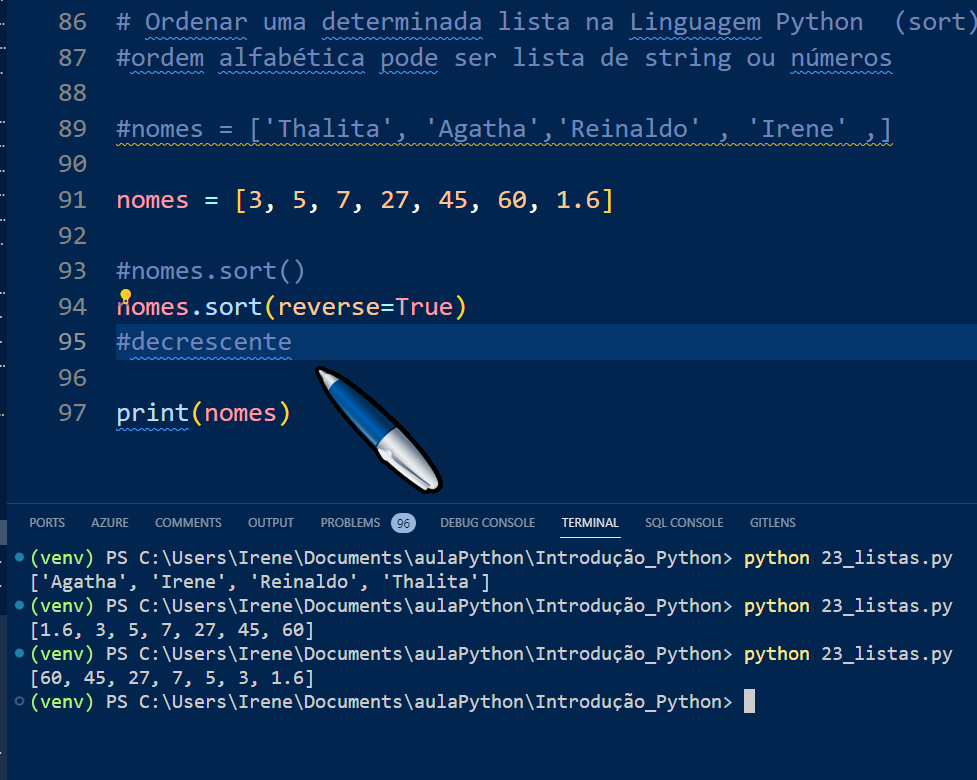 86 # Ordenar uma determinada lista na Linguagem Python  (sort)
87 #ordem alfabética pode ser lista de string ou números
88
89 #nomes = ['Thalita', 'Agatha','Reinaldo' , 'Irene' ,]
90
91 nomes = [3, 5, 7, 27, 45, 60, 1.6]
92
93 #nomes.sort()
94 nomes.sort(reverse=True)
95 #decrescente
96
97 print(nomes)
PORTS AZURE COMMENTS OUTPUT PROBLEMS 96 DEBUG CONSOLE TERMINAL SQL CONSOLE GITLENS
(venv) PS C:\Users\Irene\Documents\aulaPython\Introdução_Python> python 23_listas.py
['Agatha', 'Irene', 'Reinaldo', 'Thalita']
(venv) PS C:\Users\Irene\Documents\aulaPython\Introdução_Python> python 23_listas.py
[1.6, 3, 5, 7, 27, 45, 60]
(venv) PS C:\Users\Irene\Documents\aulaPython\Introdução_Python> python 23_listas.py
[60, 45, 27, 7, 5, 3, 1.6]
(venv) PS C:\Users\Irene\Documents\aulaPython\Introdução_Python>